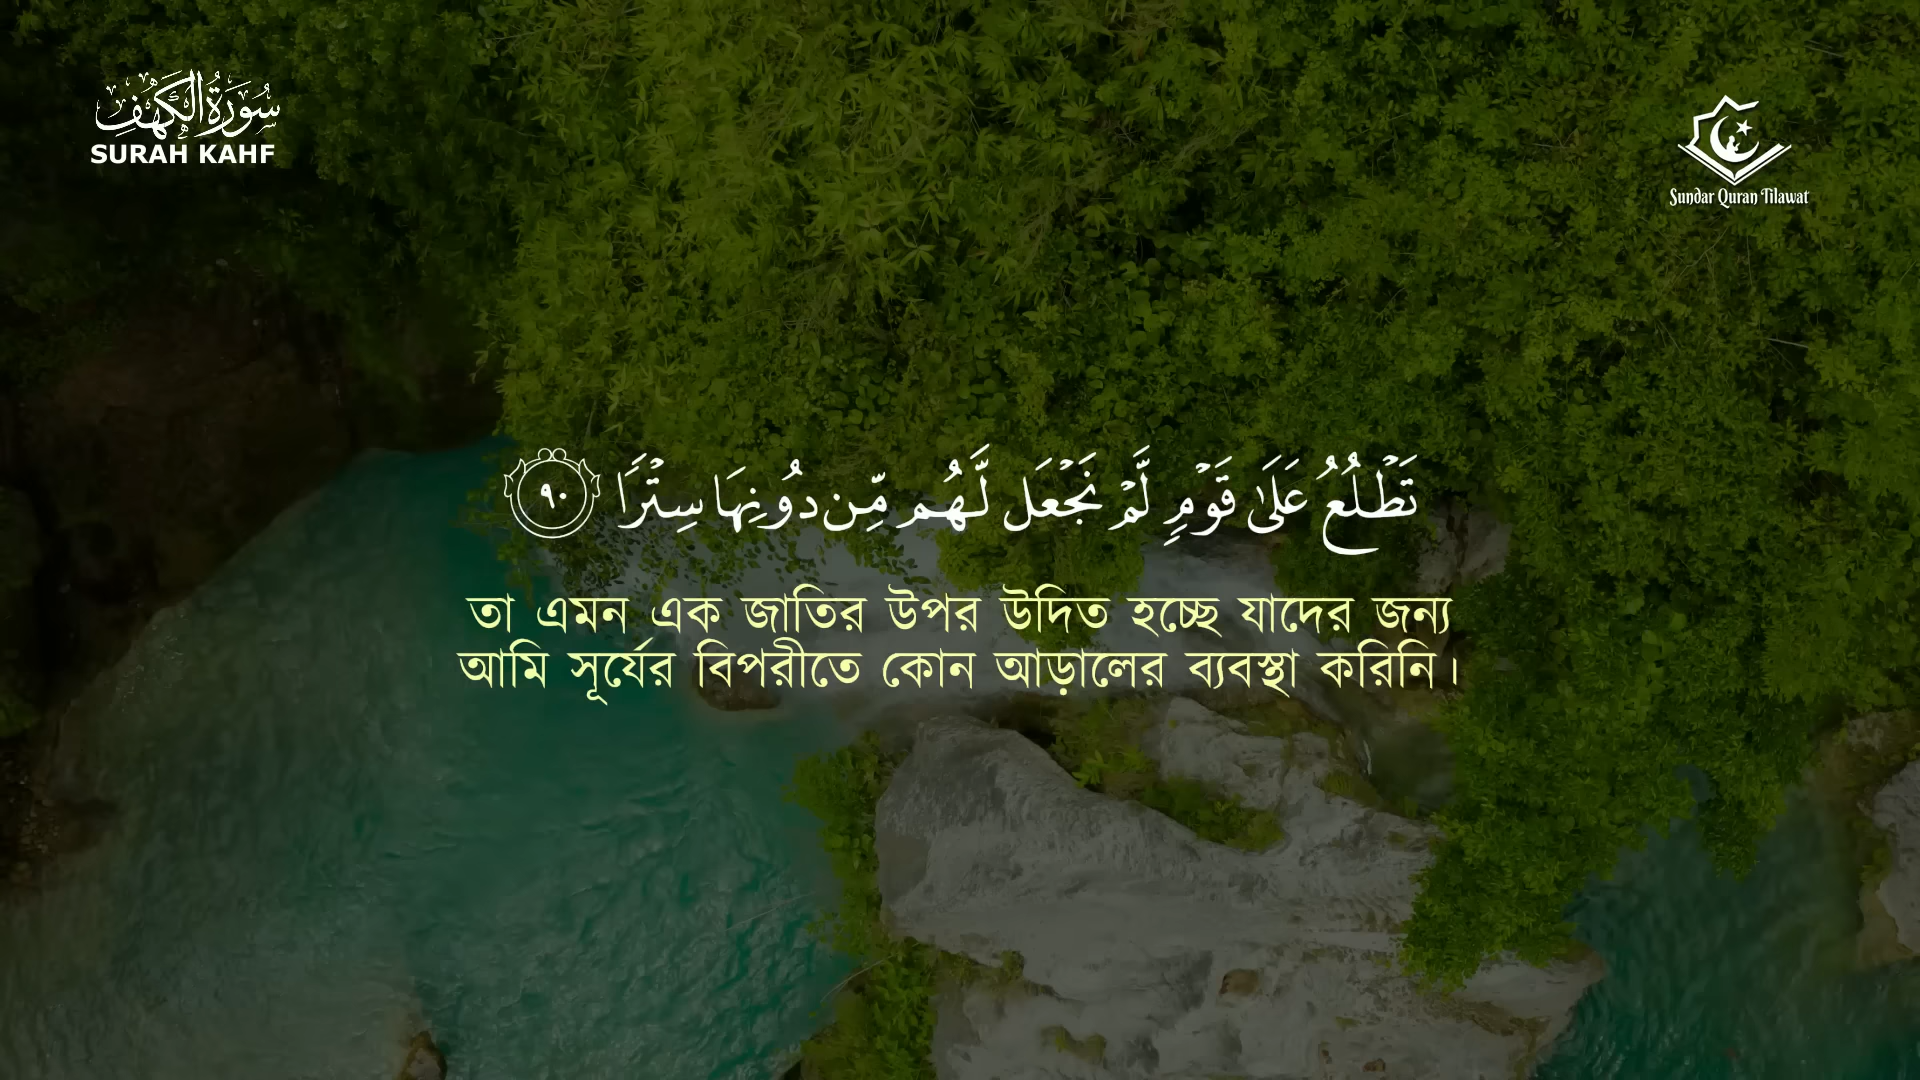 سُورَةُ الكَهْفِ
SURAH KAHF
Sundar Quran Tilawat
تَطْلُعُ عَلَىٰ قَوْمٍ لَّمْ نَجْعَل لَّهُم مِّن دُونِهَا سِتْرًا ٩٠
তা এমন এক জাতির উপর উদিত হচ্ছে যাদের জন্য
আমি সূর্যের বিপরীতে কোন আড়ালের ব্যবস্থা করিনি।